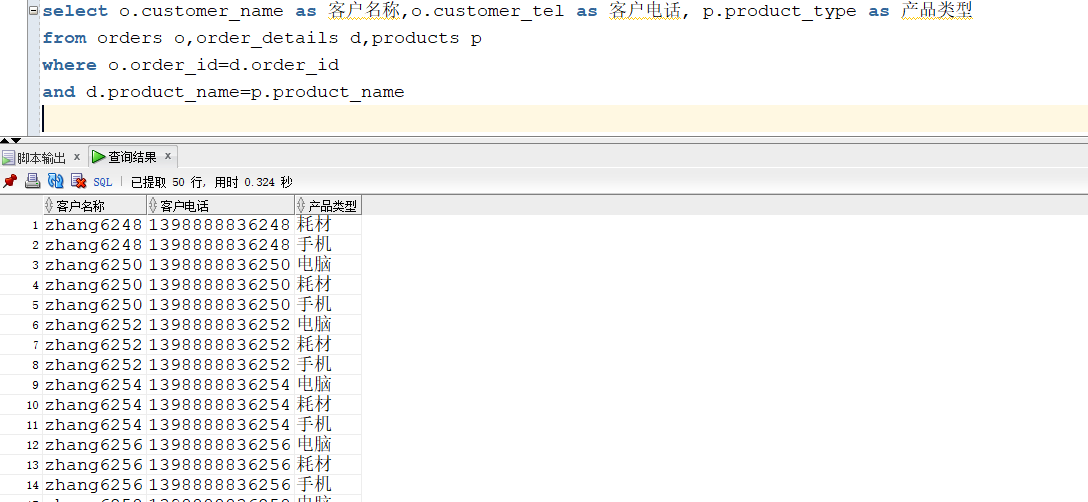 select o.customer_name as 客户名称,o.customer_tel as 客户电话, p.product_type as 产品类型
from orders o,order_details d,products p
where o.order_id=d.order_id
and d.product_name=p.product_name
脚本输出 x 查询结果 x
SQL | 已提取 50 行, 用时 0.324 秒
客户名称 客户电话 产品类型
1 zhang6248 1398888836248 耗材
2 zhang6248 1398888836248 手机
3 zhang6250 1398888836250 电脑
4 zhang6250 1398888836250 耗材
5 zhang6250 1398888836250 手机
6 zhang6252 1398888836252 电脑
7 zhang6252 1398888836252 耗材
8 zhang6252 1398888836252 手机
9 zhang6254 1398888836254 电脑
10 zhang6254 1398888836254 耗材
11 zhang6254 1398888836254 手机
12 zhang6256 1398888836256 电脑
13 zhang6256 1398888836256 耗材
14 zhang6256 1398888836256 手机